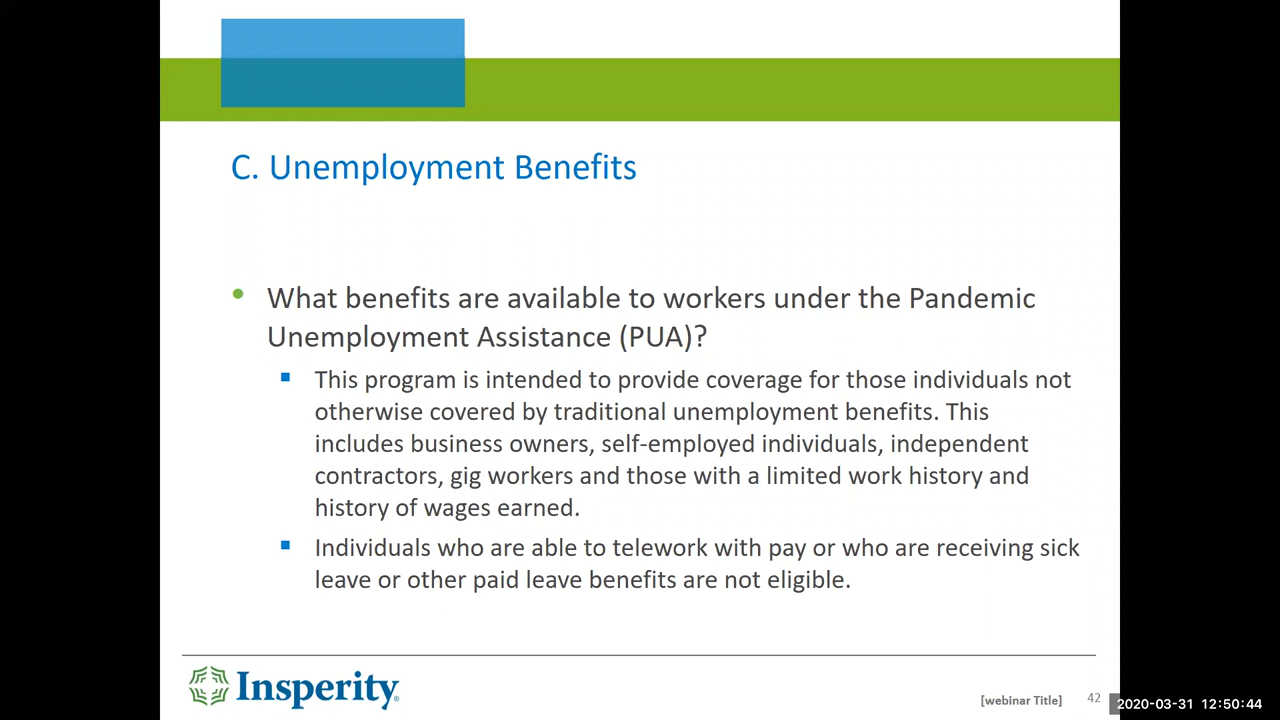 C. Unemployment Benefits
What benefits are available to workers under the Pandemic
Unemployment Assistance (PUA)?
This program is intended to provide coverage for those individuals not
otherwise covered by traditional unemployment benefits. This
includes business owners, self-employed individuals, independent
contractors, gig workers and those with a limited work history and
history of wages earned.
Individuals who are able to telework with pay or who are receiving sick
leave or other paid leave benefits are not eligible.
Insperity®
[webinar Title]
42
2020-03-31 12:50:44